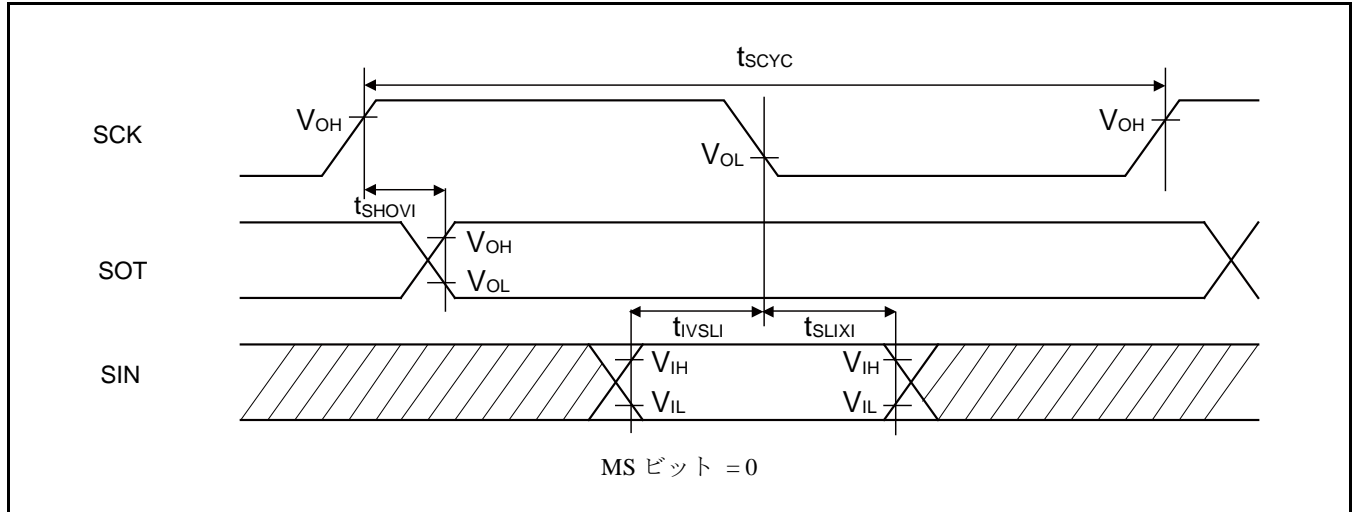 tSCYC
SCK
VOH
VOL
VOH
tSHOVI
SOT
VOH
VOL
tIVSLI
tSLIXI
SIN
VIH
VIH
VIL
VIL
MS ビット = 0